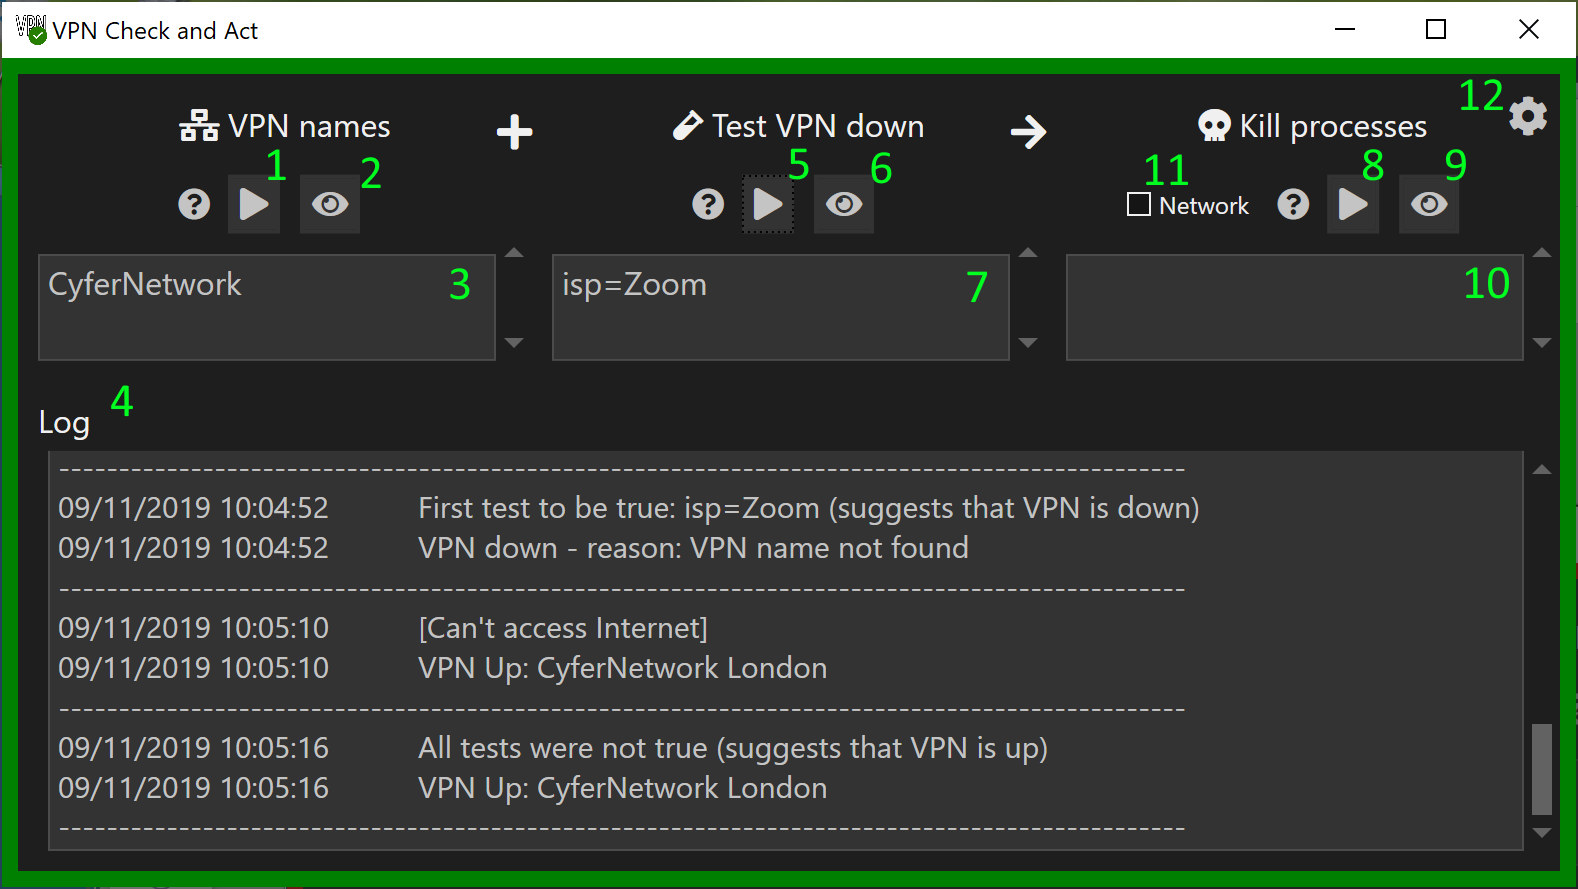 VPN VPN Check and Act
VPN names
Test VPN down
Kill processes
12
1
2
5
6
11
8
9
?
?
Network
?
CyferNetwork
3
isp=Zoom
7
10
Log
4
--------------------------------------------------------------------------------------------
09/11/2019 10:04:52 First test to be true: isp=Zoom (suggests that VPN is down)
09/11/2019 10:04:52 VPN down - reason: VPN name not found
--------------------------------------------------------------------------------------------
09/11/2019 10:05:10 [Can't access Internet]
09/11/2019 10:05:10 VPN Up: CyferNetwork London
--------------------------------------------------------------------------------------------
09/11/2019 10:05:16 All tests were not true (suggests that VPN is up)
09/11/2019 10:05:16 VPN Up: CyferNetwork London
--------------------------------------------------------------------------------------------